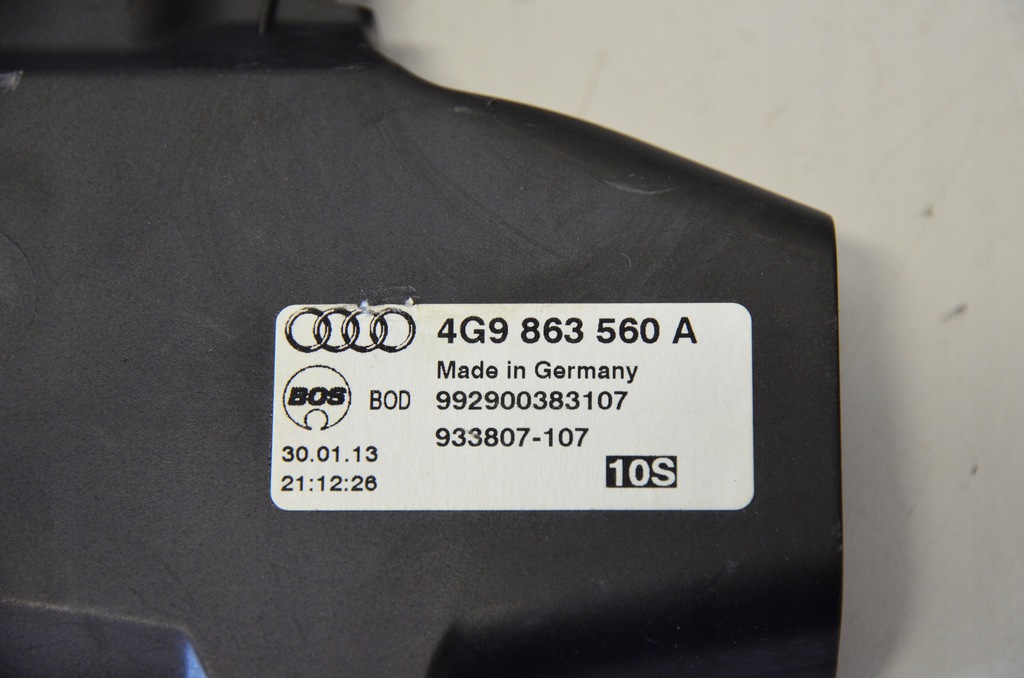 4G9 863 560 A
Made in Germany
BOS BOD 992900383107
933807-107
30.01.13
10S
21:12:26